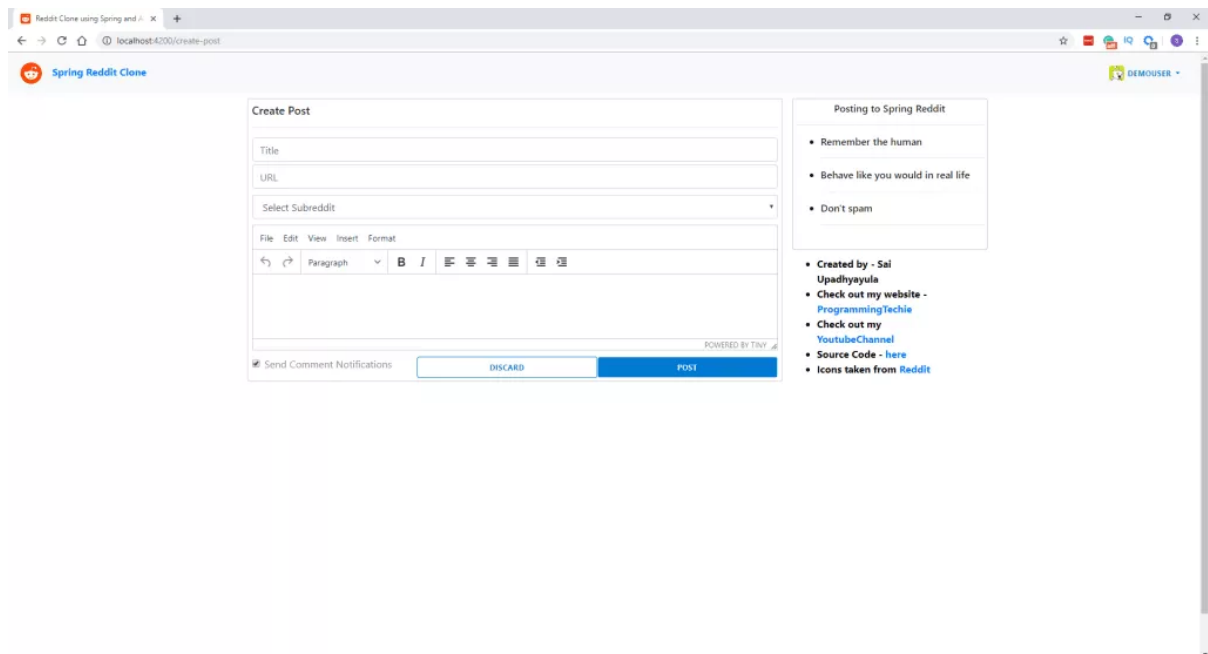 Reddit Clone using Spring and A
localhost:4200/create-post
Spring Reddit Clone
DEMOUSER
Create Post
Title
URL
Select Subreddit
File Edit View Insert Format
Paragraph B I
POWERED BY TINY
Send Comment Notifications
DISCARD
POST
Posting to Spring Reddit
Remember the human
Behave like you would in real life
Don't spam
Created by - Sai
Upadhyayula
Check out my website -
ProgrammingTechie
Check out my
YoutubeChannel
Source Code - here
Icons taken from Reddit